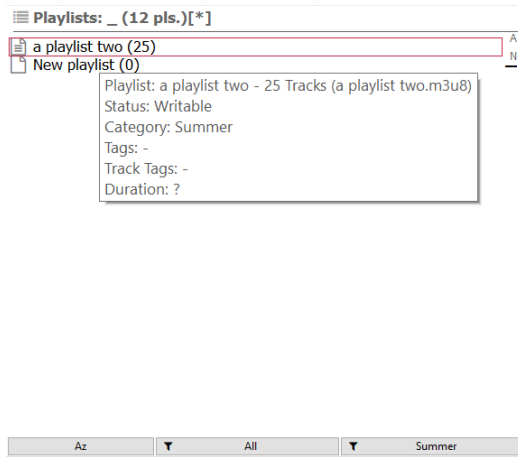 Playlists: _ (12 pls.)[*]
a playlist two (25)
A
New playlist (0)
N
Playlist: a playlist two - 25 Tracks (a playlist two.m3u8)
Status: Writable
Category: Summer
Tags: -
Track Tags: -
Duration: ?
Az
All
Summer